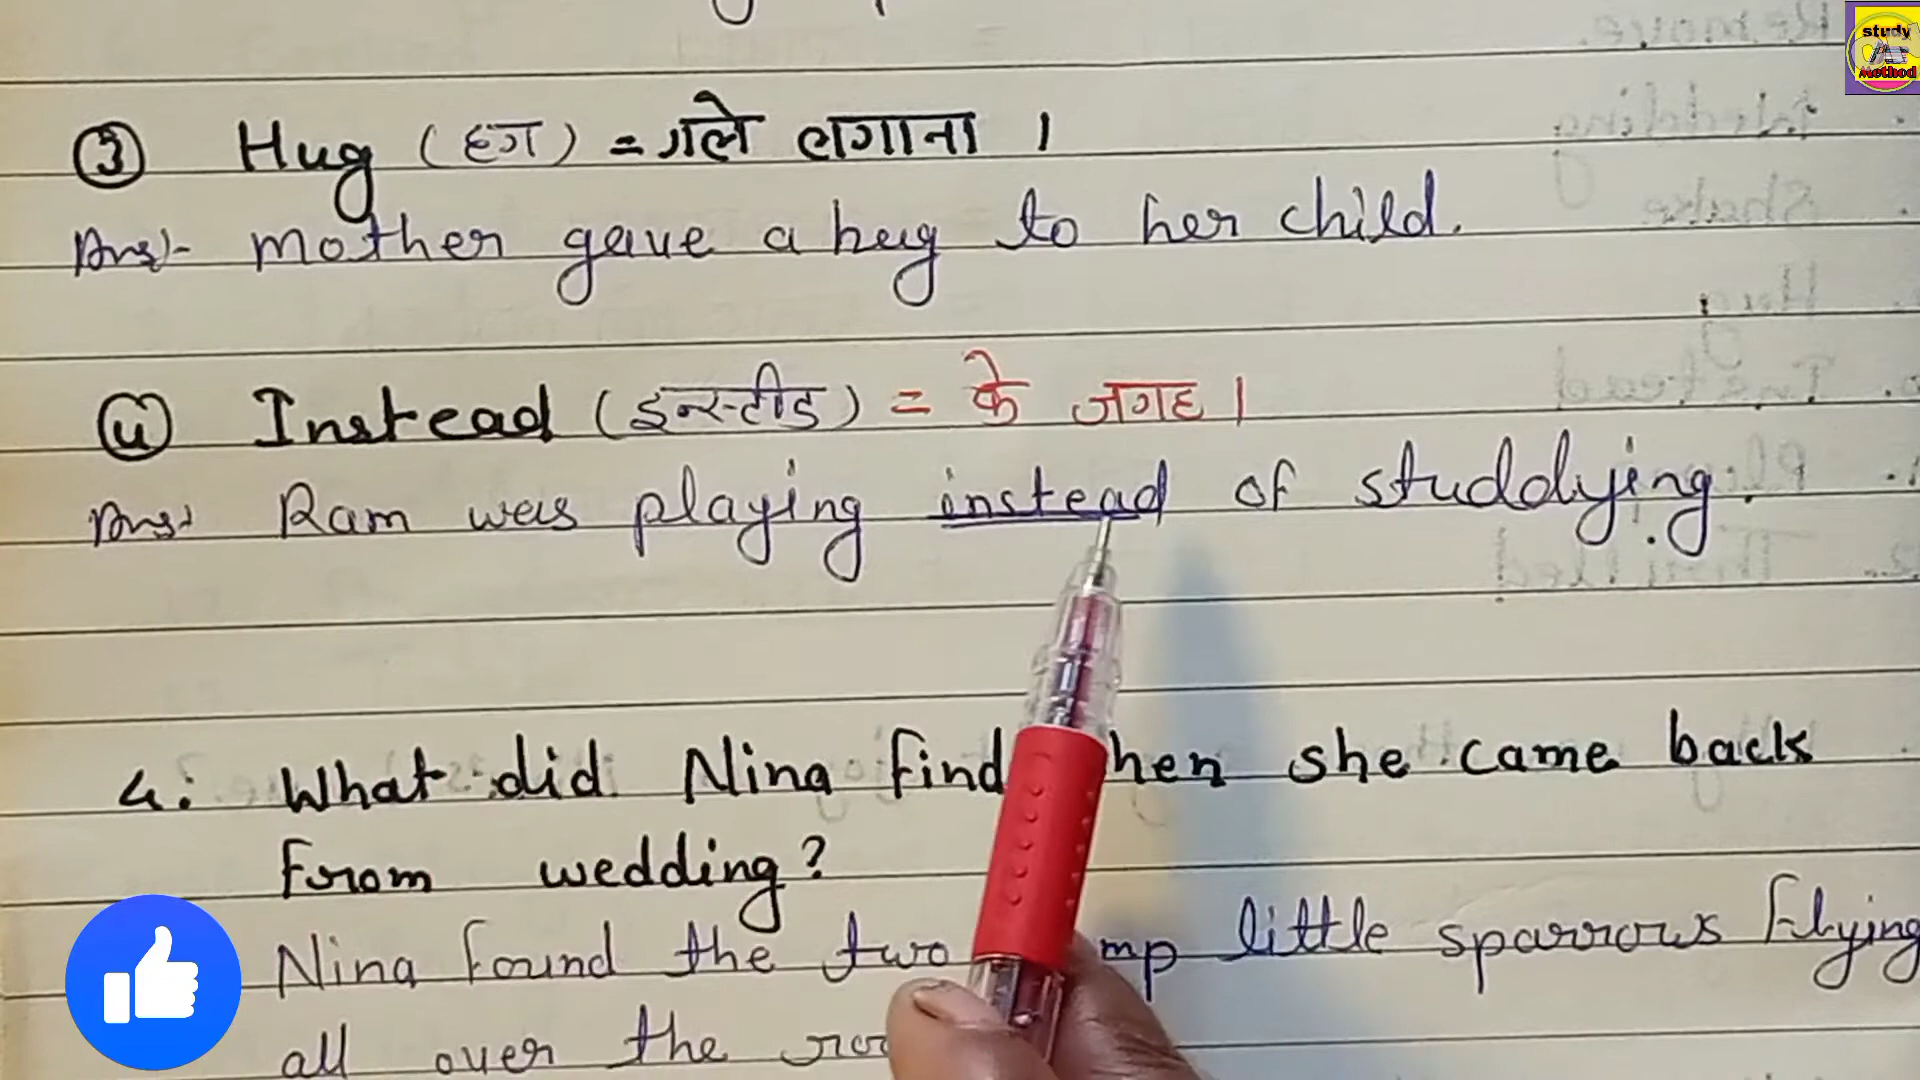 ③ Hug (हग) = गले लगाना ।
Ans:- Mother gave a hug to her child.
④ Instead (इन्स्टीड) = के जगह ।
Ans:- Ram was playing instead of studdying.
4. What did Nina find hen she came back
from wedding?
Nina found the two mp little sparrows flying
all over the
study
Method
Hug
Instead